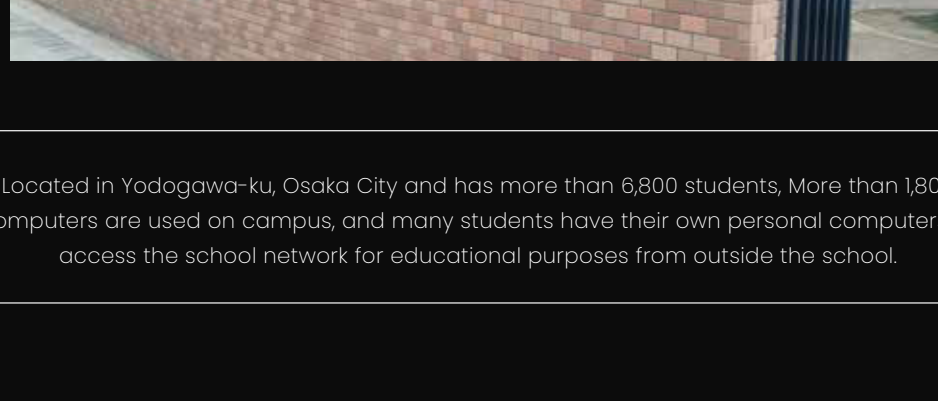 Located in Yodogawa-ku, Osaka City and has more than 6,800 students, More than 1,80
omputers are used on campus, and many students have their own personal computer
access the school network for educational purposes from outside the school.